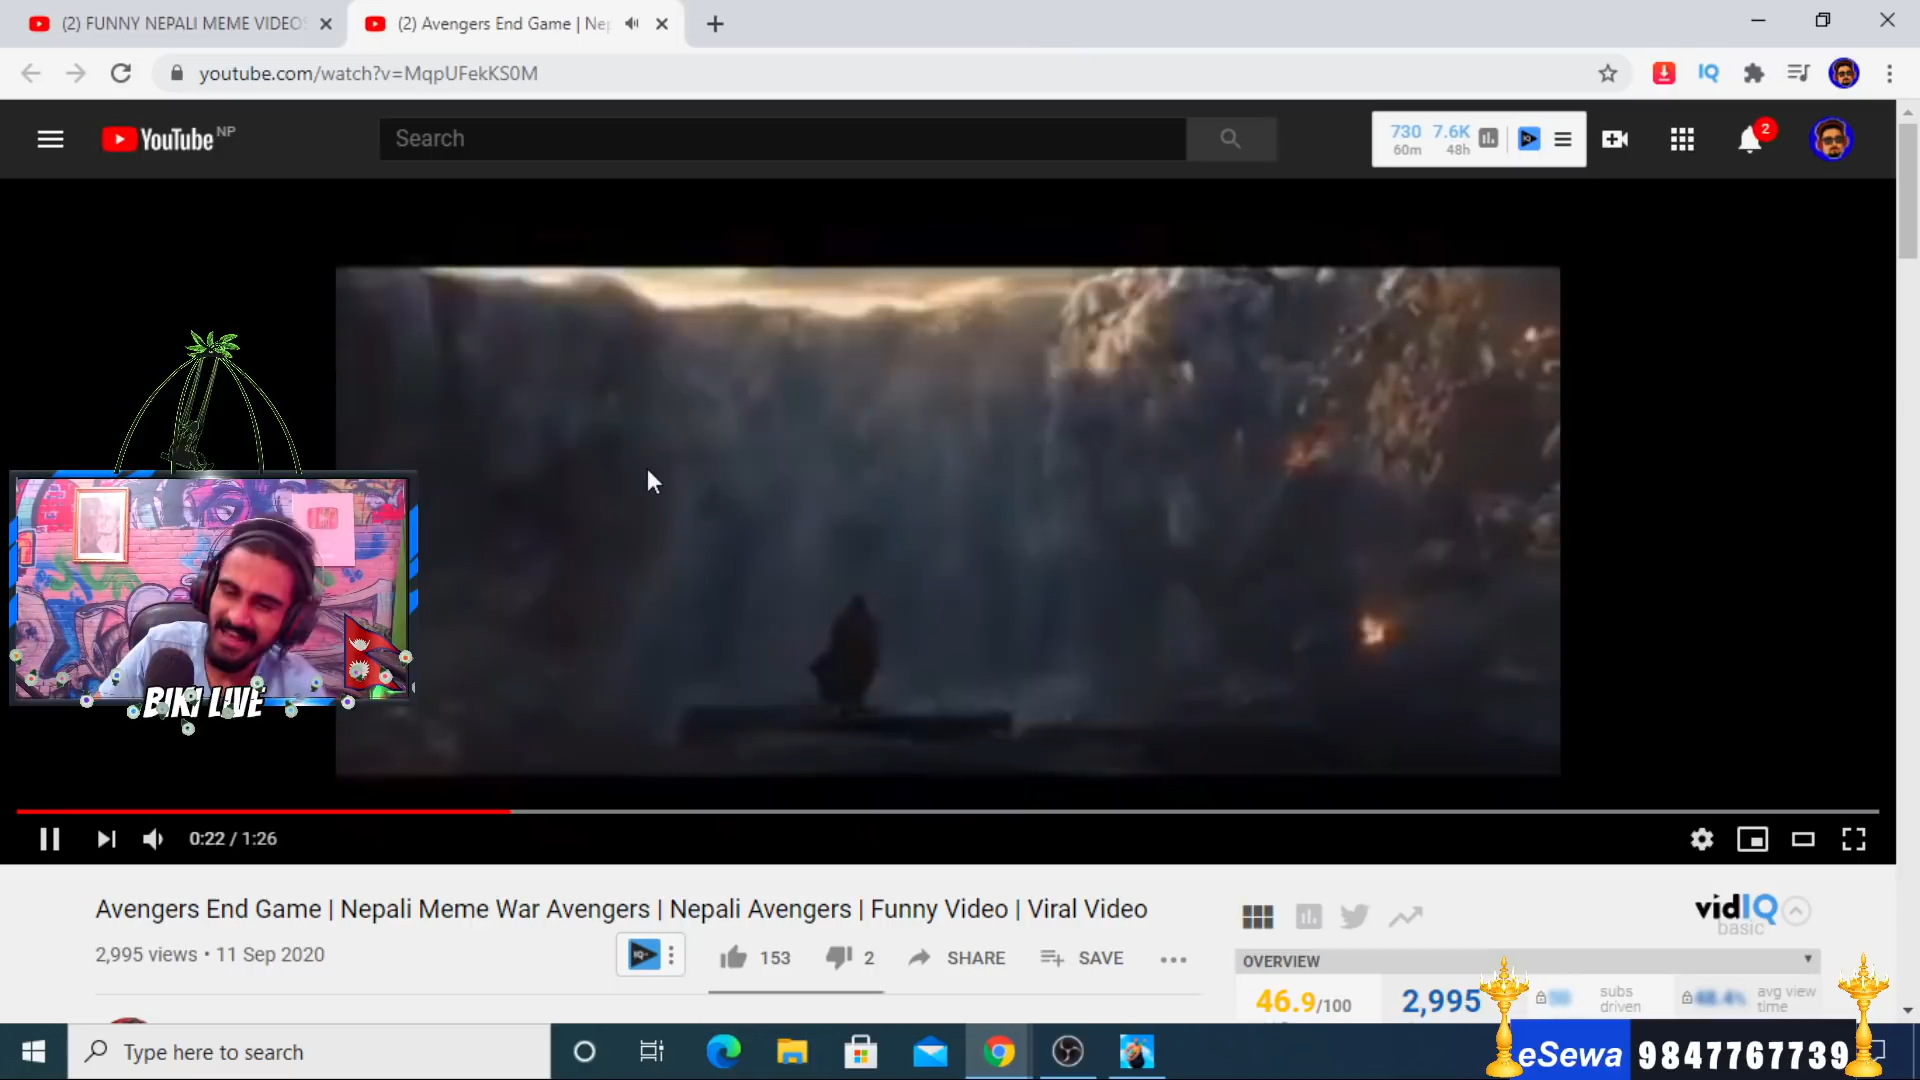 (2) FUNNY NEPALI MEME VIDEOS
(2) Avengers End Game | Nep
youtube.com/watch?v=MqpUFekKS0M
IQ
YouTube NP
Search
730 7.6K
60m 48h
2
BIKI LIVE
0:22 / 1:26
Avengers End Game | Nepali Meme War Avengers | Nepali Avengers | Funny Video | Viral Video
2,995 views • 11 Sep 2020
153
2
SHARE
SAVE
vidIQ
basic
OVERVIEW
46.9/100
2,995
subs driven
avg view time
Type here to search
eSewa 9847767739